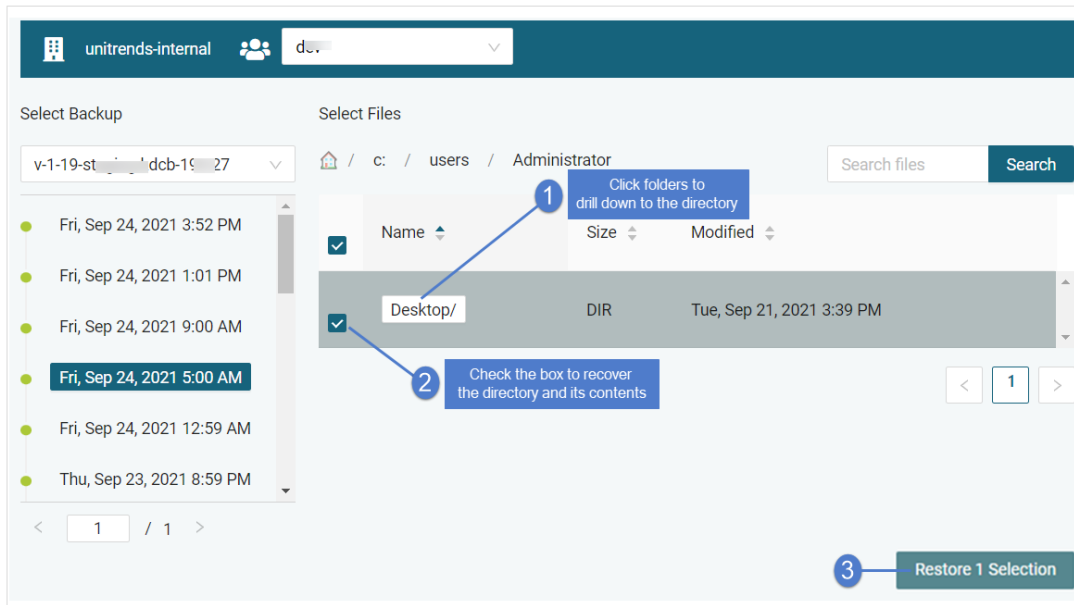 unitrends-internal
Select Backup
Select Files
c: / users / Administrator
Search files
Search
1
Click folders to
drill down to the directory
Fri, Sep 24, 2021 3:52 PM
Fri, Sep 24, 2021 1:01 PM
Fri, Sep 24, 2021 9:00 AM
Fri, Sep 24, 2021 5:00 AM
Fri, Sep 24, 2021 12:59 AM
Thu, Sep 23, 2021 8:59 PM
1 / 1
Name
Size
Modified
Desktop/
DIR
Tue, Sep 21, 2021 3:39 PM
2
Check the box to recover
the directory and its contents
< 1 >
3
Restore 1 Selection